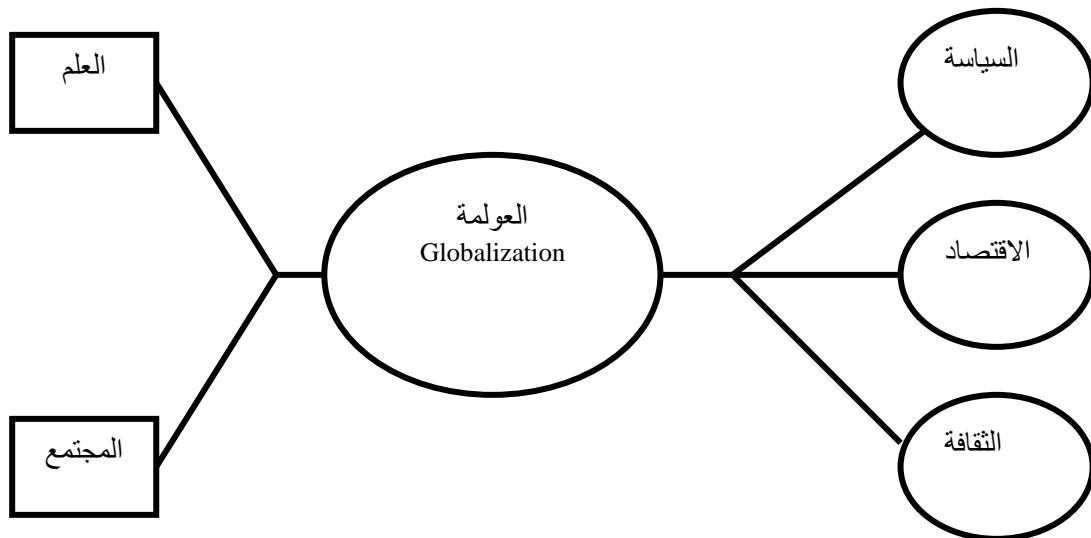 السياسة
العلم
العولمة
Globalization
الاقتصاد
الثقافة
المجتمع